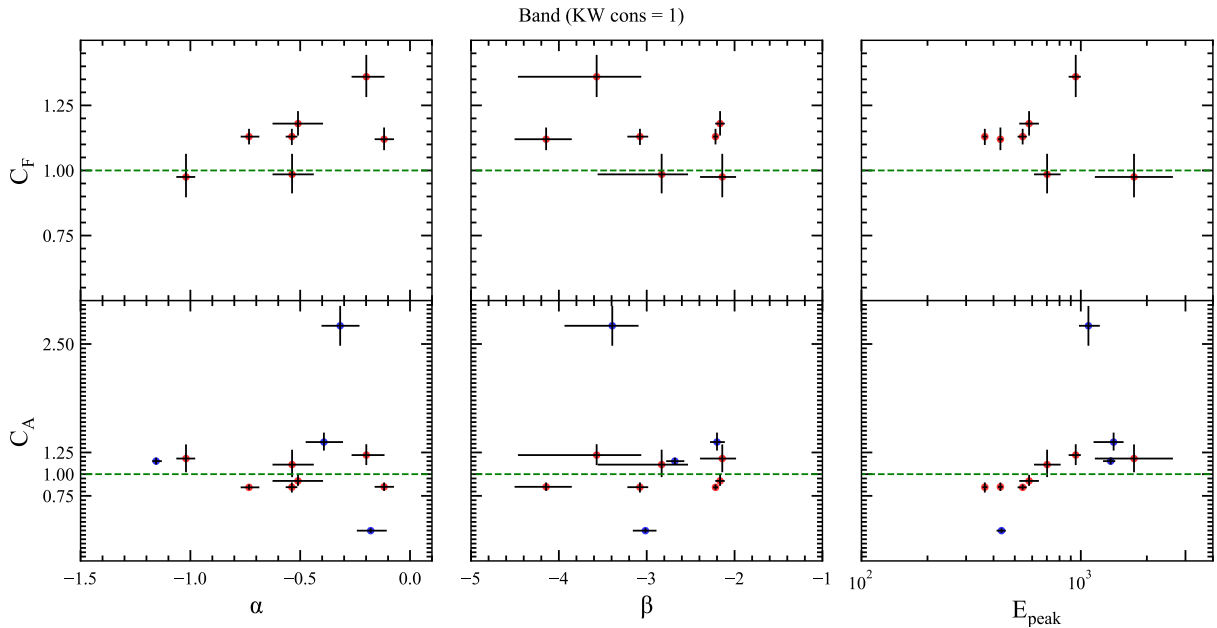 Band (KW cons = 1)
C_F
1.25
1.00
0.75
C_A
2.50
1.25
1.00
0.75
−1.5 −1.0 −0.5 0.0
−5 −4 −3 −2 −1
10^2 10^3
α
β
E_peak